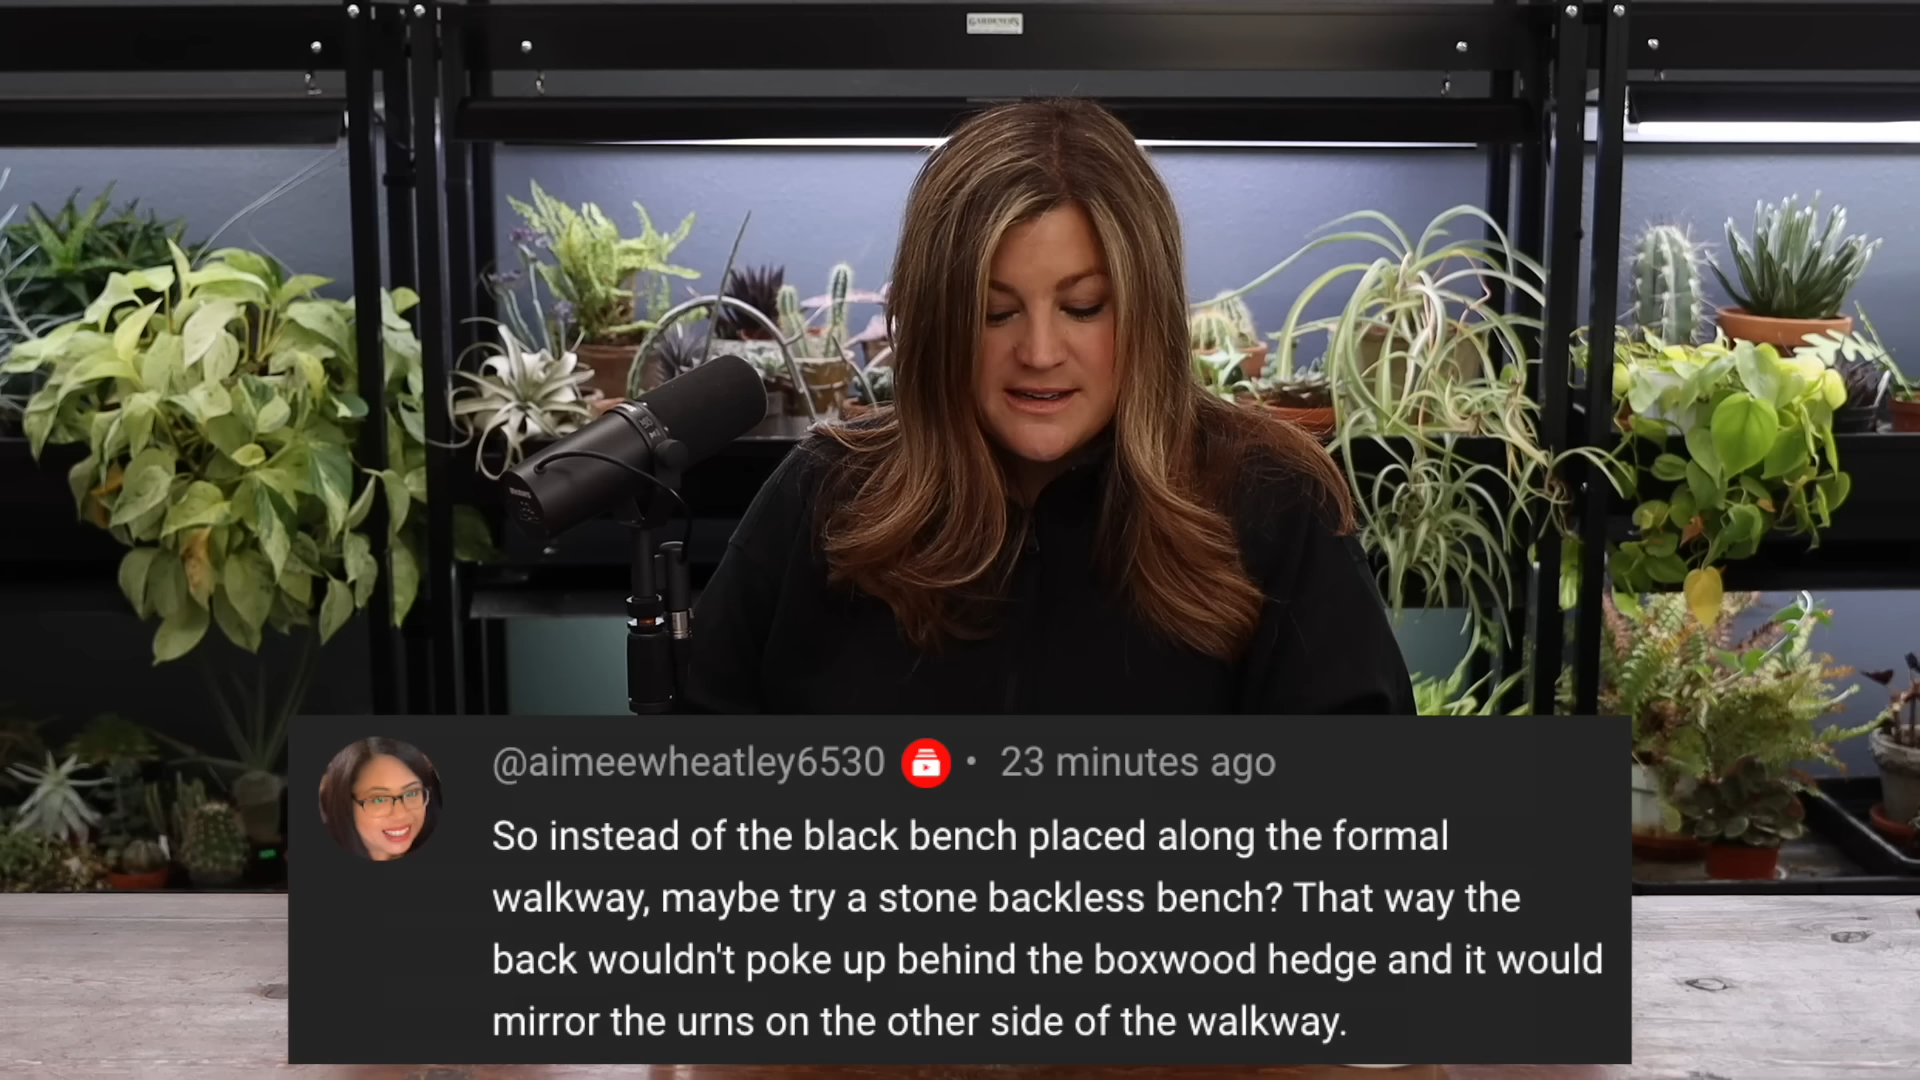 GARDENER'S
@aimeewheatley6530 • 23 minutes ago
So instead of the black bench placed along the formal
walkway, maybe try a stone backless bench? That way the
back wouldn't poke up behind the boxwood hedge and it would
mirror the urns on the other side of the walkway.